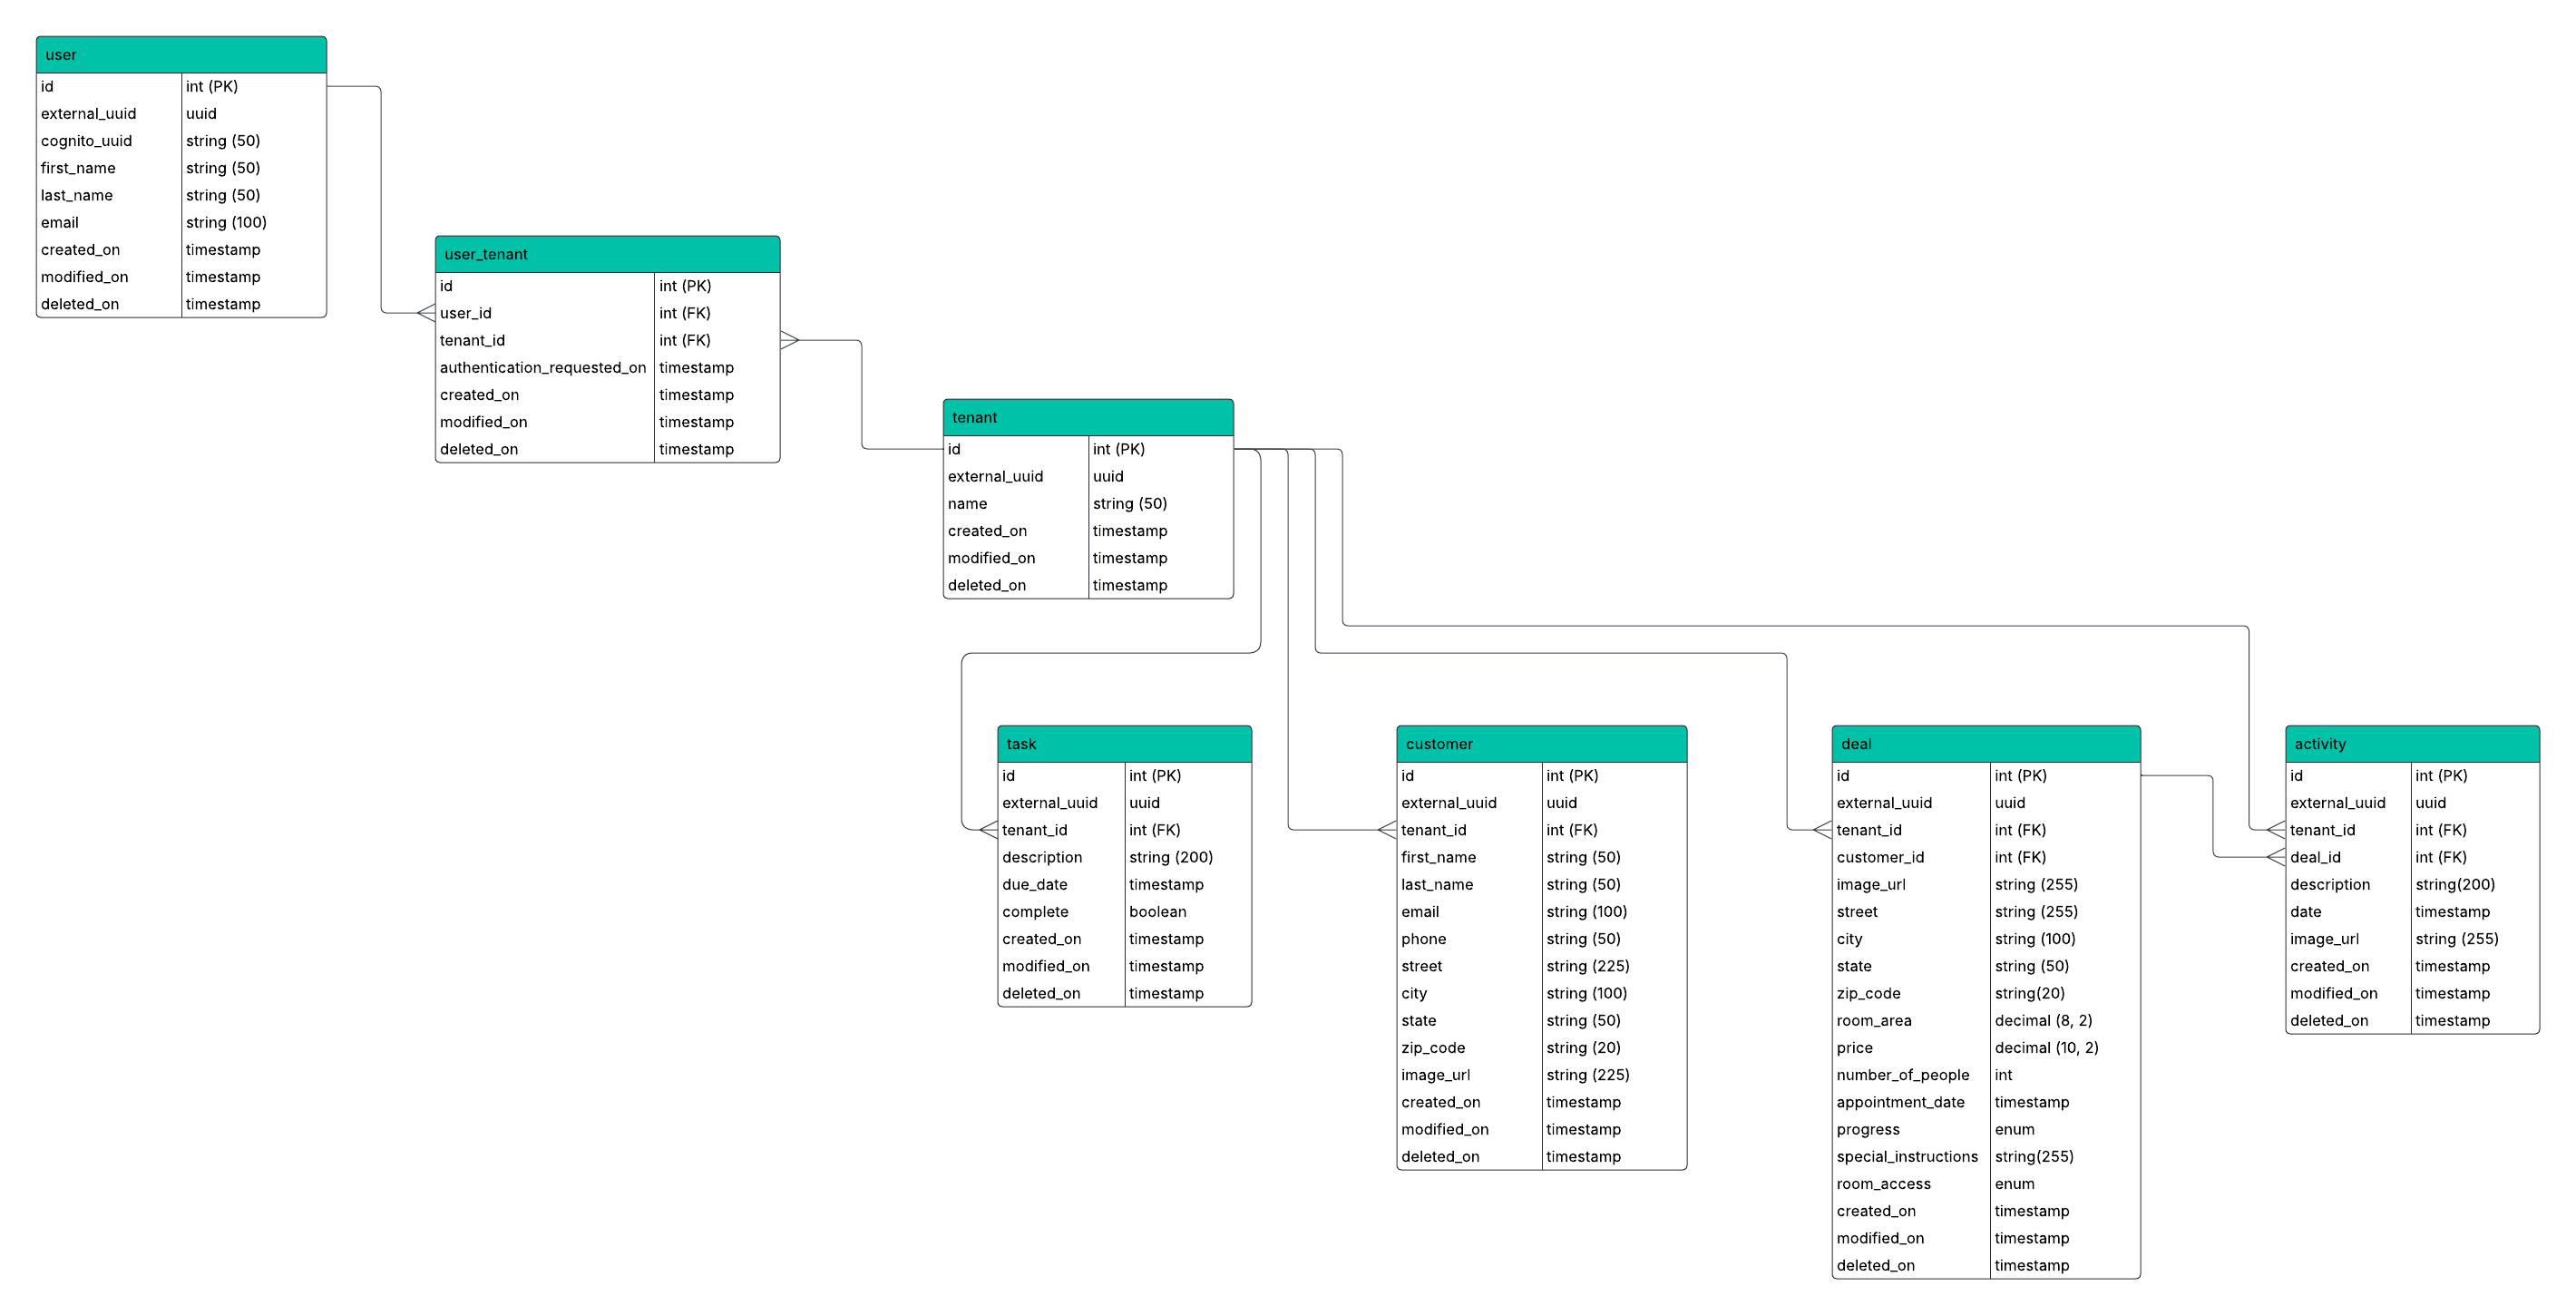 user
id int (PK)
external_uuid uuid
cognito_uuid string (50)
first_name string (50)
last_name string (50)
email string (100)
created_on timestamp
modified_on timestamp
deleted_on timestamp
user_tenant
id int (PK)
user_id int (FK)
tenant_id int (FK)
authentication_requested_on timestamp
created_on timestamp
modified_on timestamp
deleted_on timestamp
tenant
id int (PK)
external_uuid uuid
name string (50)
created_on timestamp
modified_on timestamp
deleted_on timestamp
task
id int (PK)
external_uuid uuid
tenant_id int (FK)
description string (200)
due_date timestamp
complete boolean
created_on timestamp
modified_on timestamp
deleted_on timestamp
customer
id int (PK)
external_uuid uuid
tenant_id int (FK)
first_name string (50)
last_name string (50)
email string (100)
phone string (50)
street string (225)
city string (100)
state string (50)
zip_code string (20)
image_url string (225)
created_on timestamp
modified_on timestamp
deleted_on timestamp
deal
id int (PK)
external_uuid uuid
tenant_id int (FK)
customer_id int (FK)
image_url string (255)
street string (255)
city string (100)
state string (50)
zip_code string(20)
room_area decimal (8, 2)
price decimal (10, 2)
number_of_people int
appointment_date timestamp
progress enum
special_instructions string(255)
room_access enum
created_on timestamp
modified_on timestamp
deleted_on timestamp
activity
id int (PK)
external_uuid uuid
tenant_id int (FK)
deal_id int (FK)
description string(200)
date timestamp
image_url string (255)
created_on timestamp
modified_on timestamp
deleted_on timestamp